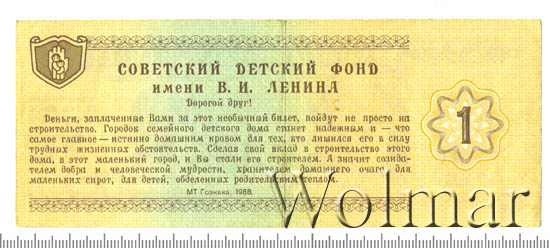 СОВЕТСКИЙ ДЕТСКИЙ ФОНД
имени В. И. ЛЕНИНА
Дорогой друг!
Деньги, заплаченные Вами за этот необычный билет, пойдут не просто на
строительство. Городок семейного детского дома станет надежным и — что
самое главное — истинно домашним кровом для тех, кто лишился его в силу
трудных жизненных обстоятельств. Сделав свой вклад в строительство этого
дома, в этот маленький город, и Вы стали его строителем. А значит созида-
телем добра и человеческой мудрости, хранителем домашнего очага для
маленьких сирот, для детей, обделенных родительским теплом.
МТ Гознака. 1988.
1
Wolmar